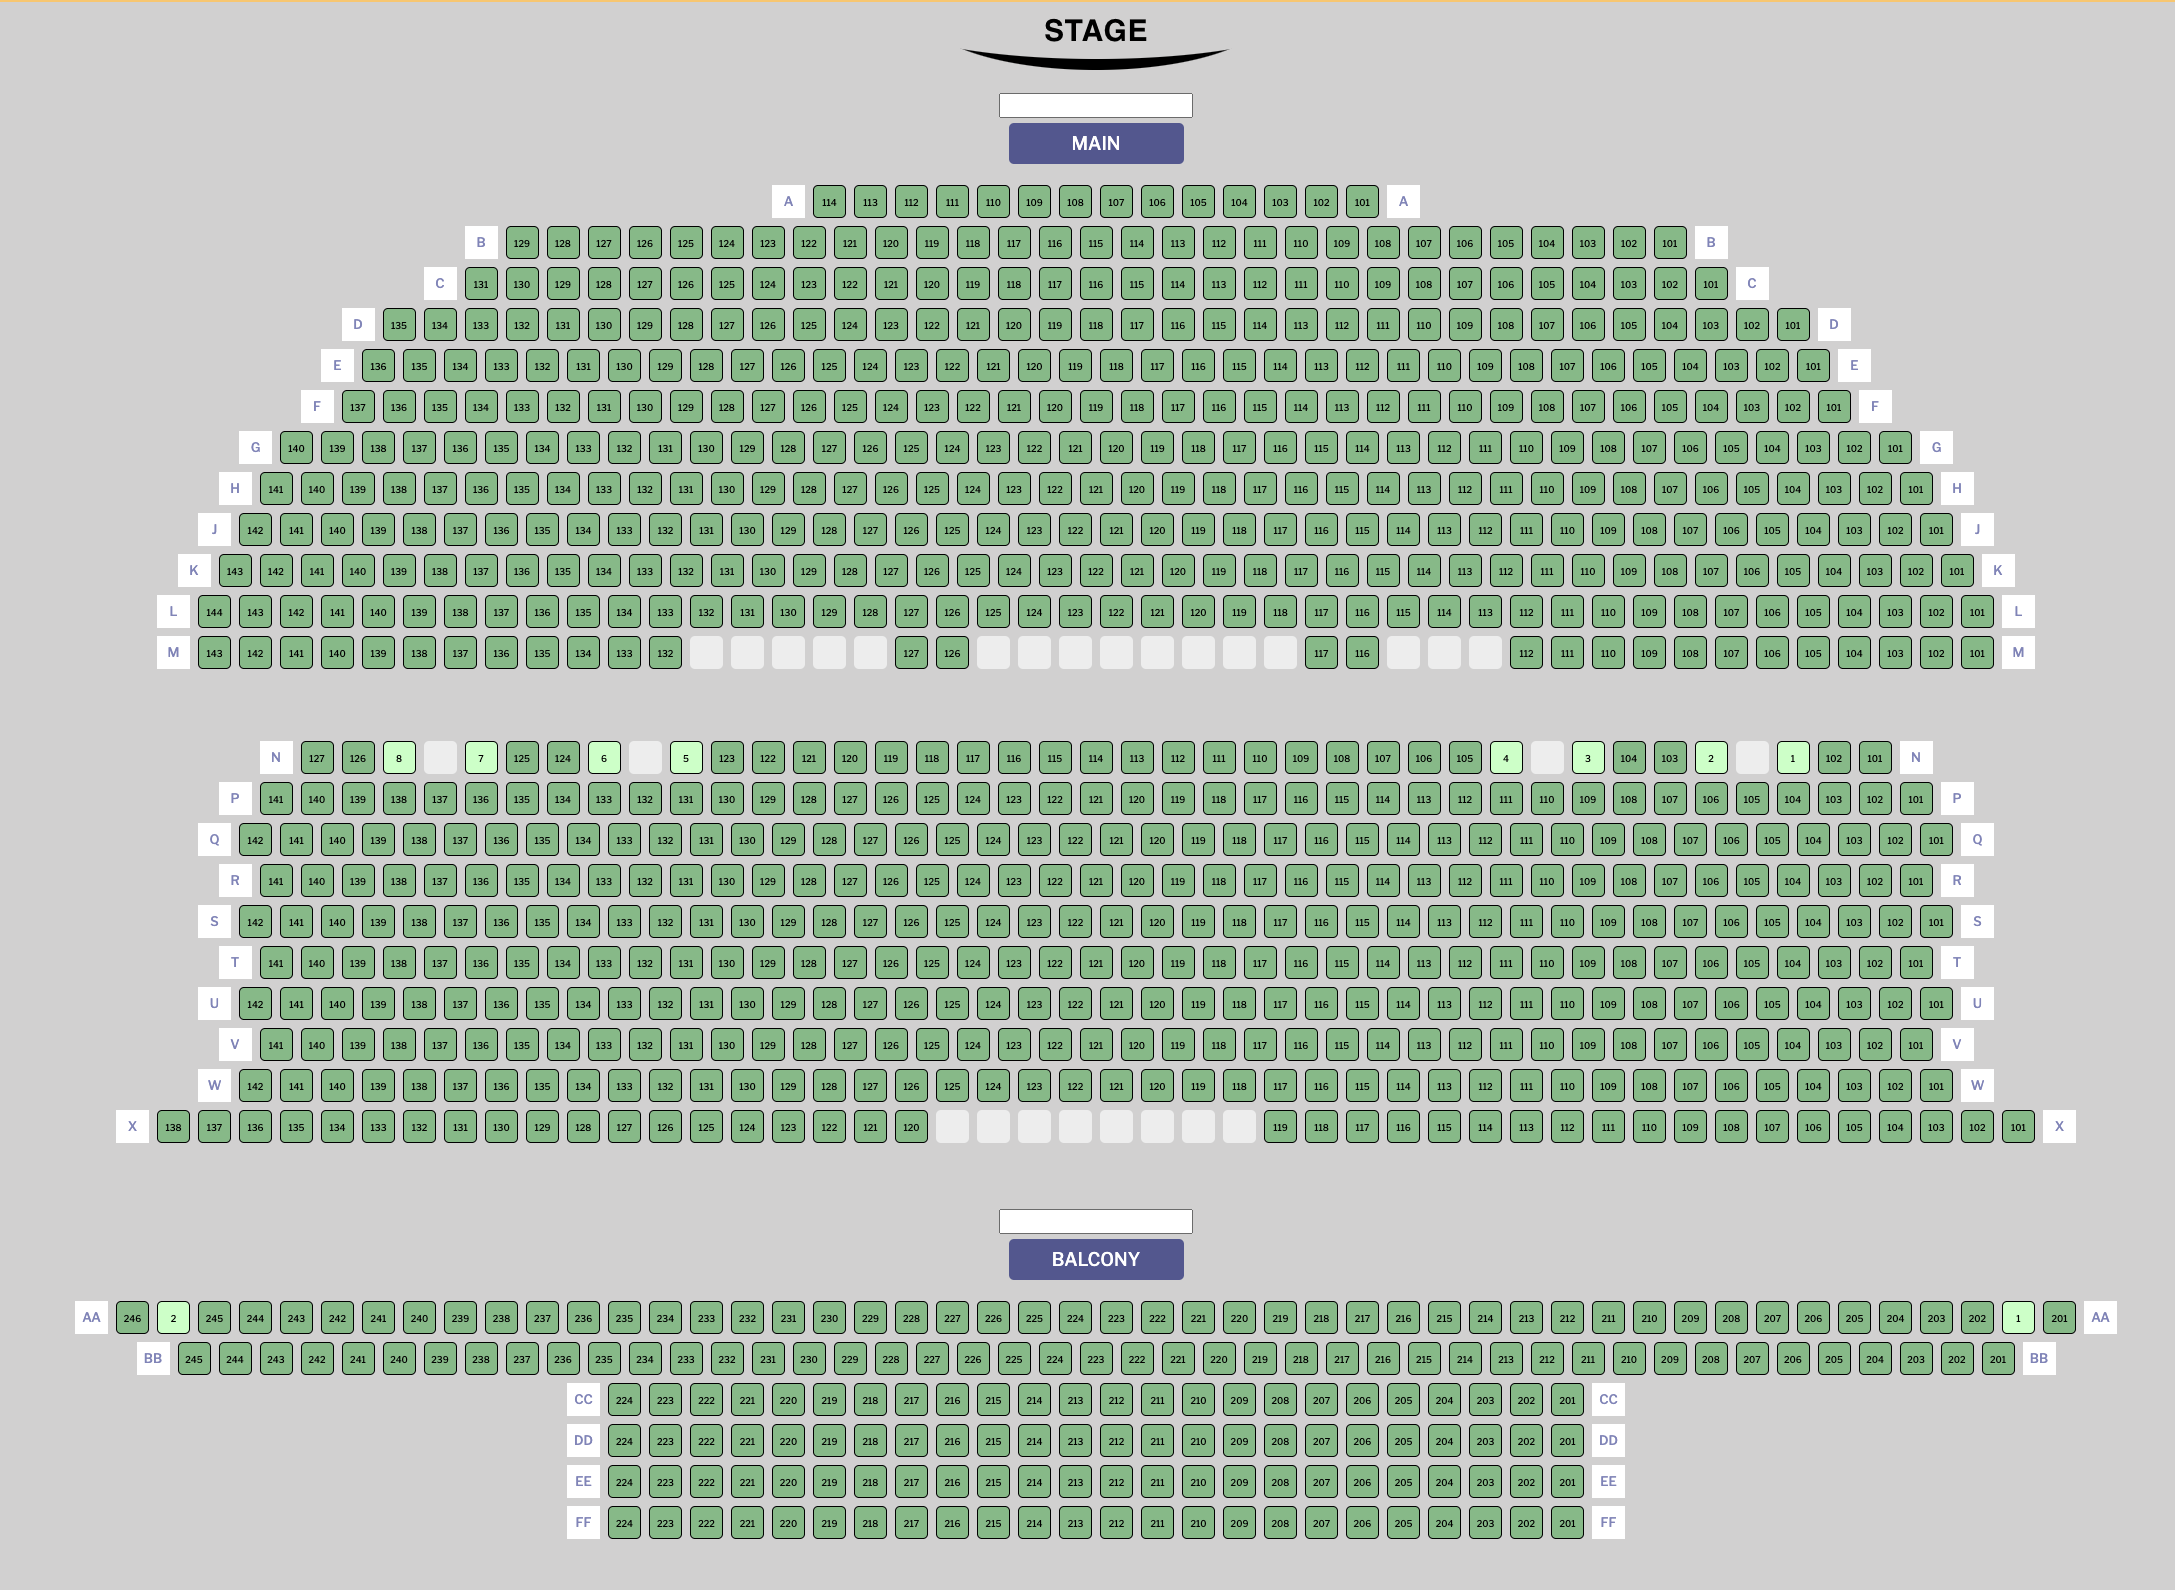 STAGE
MAIN
A 114 113 112 111 110 109 108 107 106 105 104 103 102 101 A
B 129 128 127 126 125 124 123 122 121 120 119 118 117 116 115 114 113 112 111 110 109 108 107 106 105 104 103 102 101 B
C 131 130 129 128 127 126 125 124 123 122 121 120 119 118 117 116 115 114 113 112 111 110 109 108 107 106 105 104 103 102 101 C
D 135 134 133 132 131 130 129 128 127 126 125 124 123 122 121 120 119 118 117 116 115 114 113 112 111 110 109 108 107 106 105 104 103 102 101 D
E 136 135 134 133 132 131 130 129 128 127 126 125 124 123 122 121 120 119 118 117 116 115 114 113 112 111 110 109 108 107 106 105 104 103 102 101 E
F 137 136 135 134 133 132 131 130 129 128 127 126 125 124 123 122 121 120 119 118 117 116 115 114 113 112 111 110 109 108 107 106 105 104 103 102 101 F
G 140 139 138 137 136 135 134 133 132 131 130 129 128 127 126 125 124 123 122 121 120 119 118 117 116 115 114 113 112 111 110 109 108 107 106 105 104 103 102 101 G
H 141 140 139 138 137 136 135 134 133 132 131 130 129 128 127 126 125 124 123 122 121 120 119 118 117 116 115 114 113 112 111 110 109 108 107 106 105 104 103 102 101 H
J 142 141 140 139 138 137 136 135 134 133 132 131 130 129 128 127 126 125 124 123 122 121 120 119 118 117 116 115 114 113 112 111 110 109 108 107 106 105 104 103 102 101 J
K 143 142 141 140 139 138 137 136 135 134 133 132 131 130 129 128 127 126 125 124 123 122 121 120 119 118 117 116 115 114 113 112 111 110 109 108 107 106 105 104 103 102 101 K
L 144 143 142 141 140 139 138 137 136 135 134 133 132 131 130 129 128 127 126 125 124 123 122 121 120 119 118 117 116 115 114 113 112 111 110 109 108 107 106 105 104 103 102 101 L
M 143 142 141 140 139 138 137 136 135 134 133 132 127 126 117 116 112 111 110 109 108 107 106 105 104 103 102 101 M
N 127 126 8 7 125 124 6 5 123 122 121 120 119 118 117 116 115 114 113 112 111 110 109 108 107 106 105 4 3 104 103 2 1 102 101 N
P 141 140 139 138 137 136 135 134 133 132 131 130 129 128 127 126 125 124 123 122 121 120 119 118 117 116 115 114 113 112 111 110 109 108 107 106 105 104 103 102 101 P
Q 142 141 140 139 138 137 136 135 134 133 132 131 130 129 128 127 126 125 124 123 122 121 120 119 118 117 116 115 114 113 112 111 110 109 108 107 106 105 104 103 102 101 Q
R 141 140 139 138 137 136 135 134 133 132 131 130 129 128 127 126 125 124 123 122 121 120 119 118 117 116 115 114 113 112 111 110 109 108 107 106 105 104 103 102 101 R
S 142 141 140 139 138 137 136 135 134 133 132 131 130 129 128 127 126 125 124 123 122 121 120 119 118 117 116 115 114 113 112 111 110 109 108 107 106 105 104 103 102 101 S
T 141 140 139 138 137 136 135 134 133 132 131 130 129 128 127 126 125 124 123 122 121 120 119 118 117 116 115 114 113 112 111 110 109 108 107 106 105 104 103 102 101 T
U 142 141 140 139 138 137 136 135 134 133 132 131 130 129 128 127 126 125 124 123 122 121 120 119 118 117 116 115 114 113 112 111 110 109 108 107 106 105 104 103 102 101 U
V 141 140 139 138 137 136 135 134 133 132 131 130 129 128 127 126 125 124 123 122 121 120 119 118 117 116 115 114 113 112 111 110 109 108 107 106 105 104 103 102 101 V
W 142 141 140 139 138 137 136 135 134 133 132 131 130 129 128 127 126 125 124 123 122 121 120 119 118 117 116 115 114 113 112 111 110 109 108 107 106 105 104 103 102 101 W
X 138 137 136 135 134 133 132 131 130 129 128 127 126 125 124 123 122 121 120 119 118 117 116 115 114 113 112 111 110 109 108 107 106 105 104 103 102 101 X
BALCONY
AA 246 2 245 244 243 242 241 240 239 238 237 236 235 234 233 232 231 230 229 228 227 226 225 224 223 222 221 220 219 218 217 216 215 214 213 212 211 210 209 208 207 206 205 204 203 202 1 201 AA
BB 245 244 243 242 241 240 239 238 237 236 235 234 233 232 231 230 229 228 227 226 225 224 223 222 221 220 219 218 217 216 215 214 213 212 211 210 209 208 207 206 205 204 203 202 201 BB
CC 224 223 222 221 220 219 218 217 216 215 214 213 212 211 210 209 208 207 206 205 204 203 202 201 CC
DD 224 223 222 221 220 219 218 217 216 215 214 213 212 211 210 209 208 207 206 205 204 203 202 201 DD
EE 224 223 222 221 220 219 218 217 216 215 214 213 212 211 210 209 208 207 206 205 204 203 202 201 EE
FF 224 223 222 221 220 219 218 217 216 215 214 213 212 211 210 209 208 207 206 205 204 203 202 201 FF